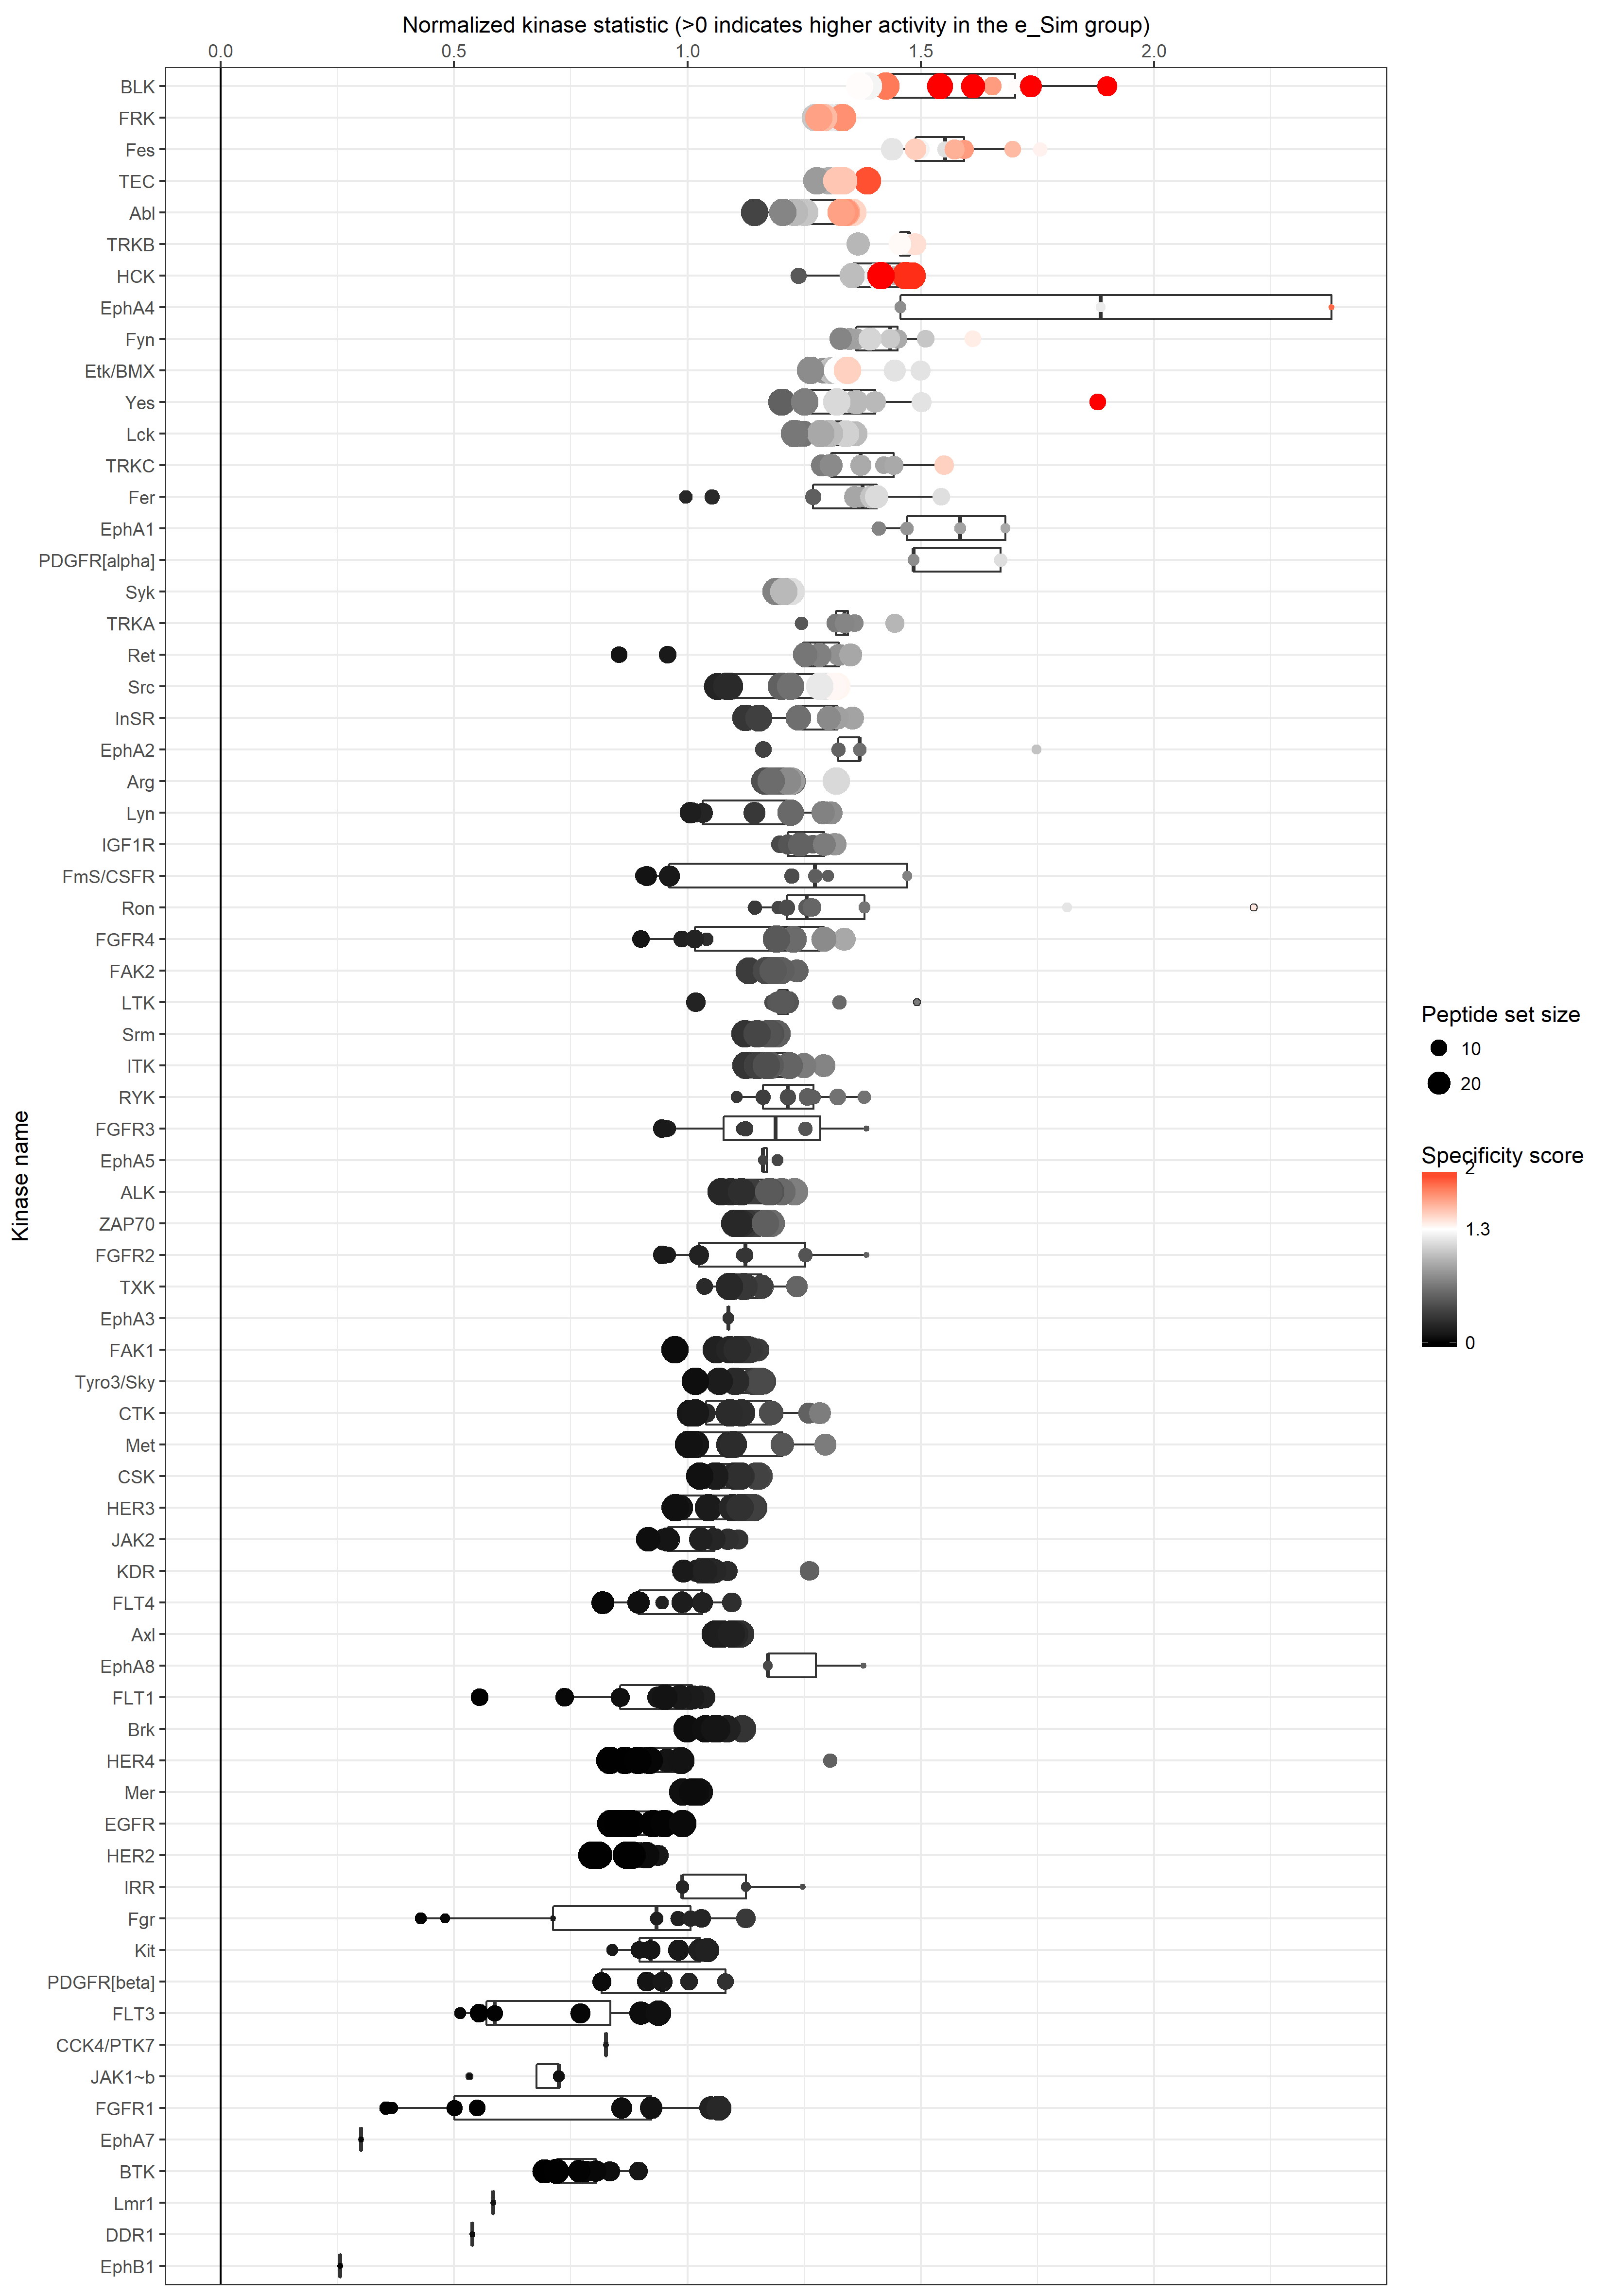 Normalized kinase statistic (>0 indicates higher activity in the e_Sim group)
0.0 0.5 1.0 1.5 2.0
BLK
FRK
Fes
TEC
Abl
TRKB
HCK
EphA4
Fyn
Etk/BMX
Yes
Lck
TRKC
Fer
EphA1
PDGFR[alpha]
Syk
TRKA
Ret
Src
InSR
EphA2
Arg
Lyn
IGF1R
FmS/CSFR
Ron
FGFR4
FAK2
LTK
Srm
ITK
RYK
FGFR3
EphA5
ALK
ZAP70
FGFR2
TXK
EphA3
FAK1
Tyro3/Sky
CTK
Met
CSK
HER3
JAK2
KDR
FLT4
Axl
EphA8
FLT1
Brk
HER4
Mer
EGFR
HER2
IRR
Fgr
Kit
PDGFR[beta]
FLT3
CCK4/PTK7
JAK1~b
FGFR1
EphA7
BTK
Lmr1
DDR1
EphB1
Kinase name
Peptide set size
10
20
Specificity score
2
1.3
0